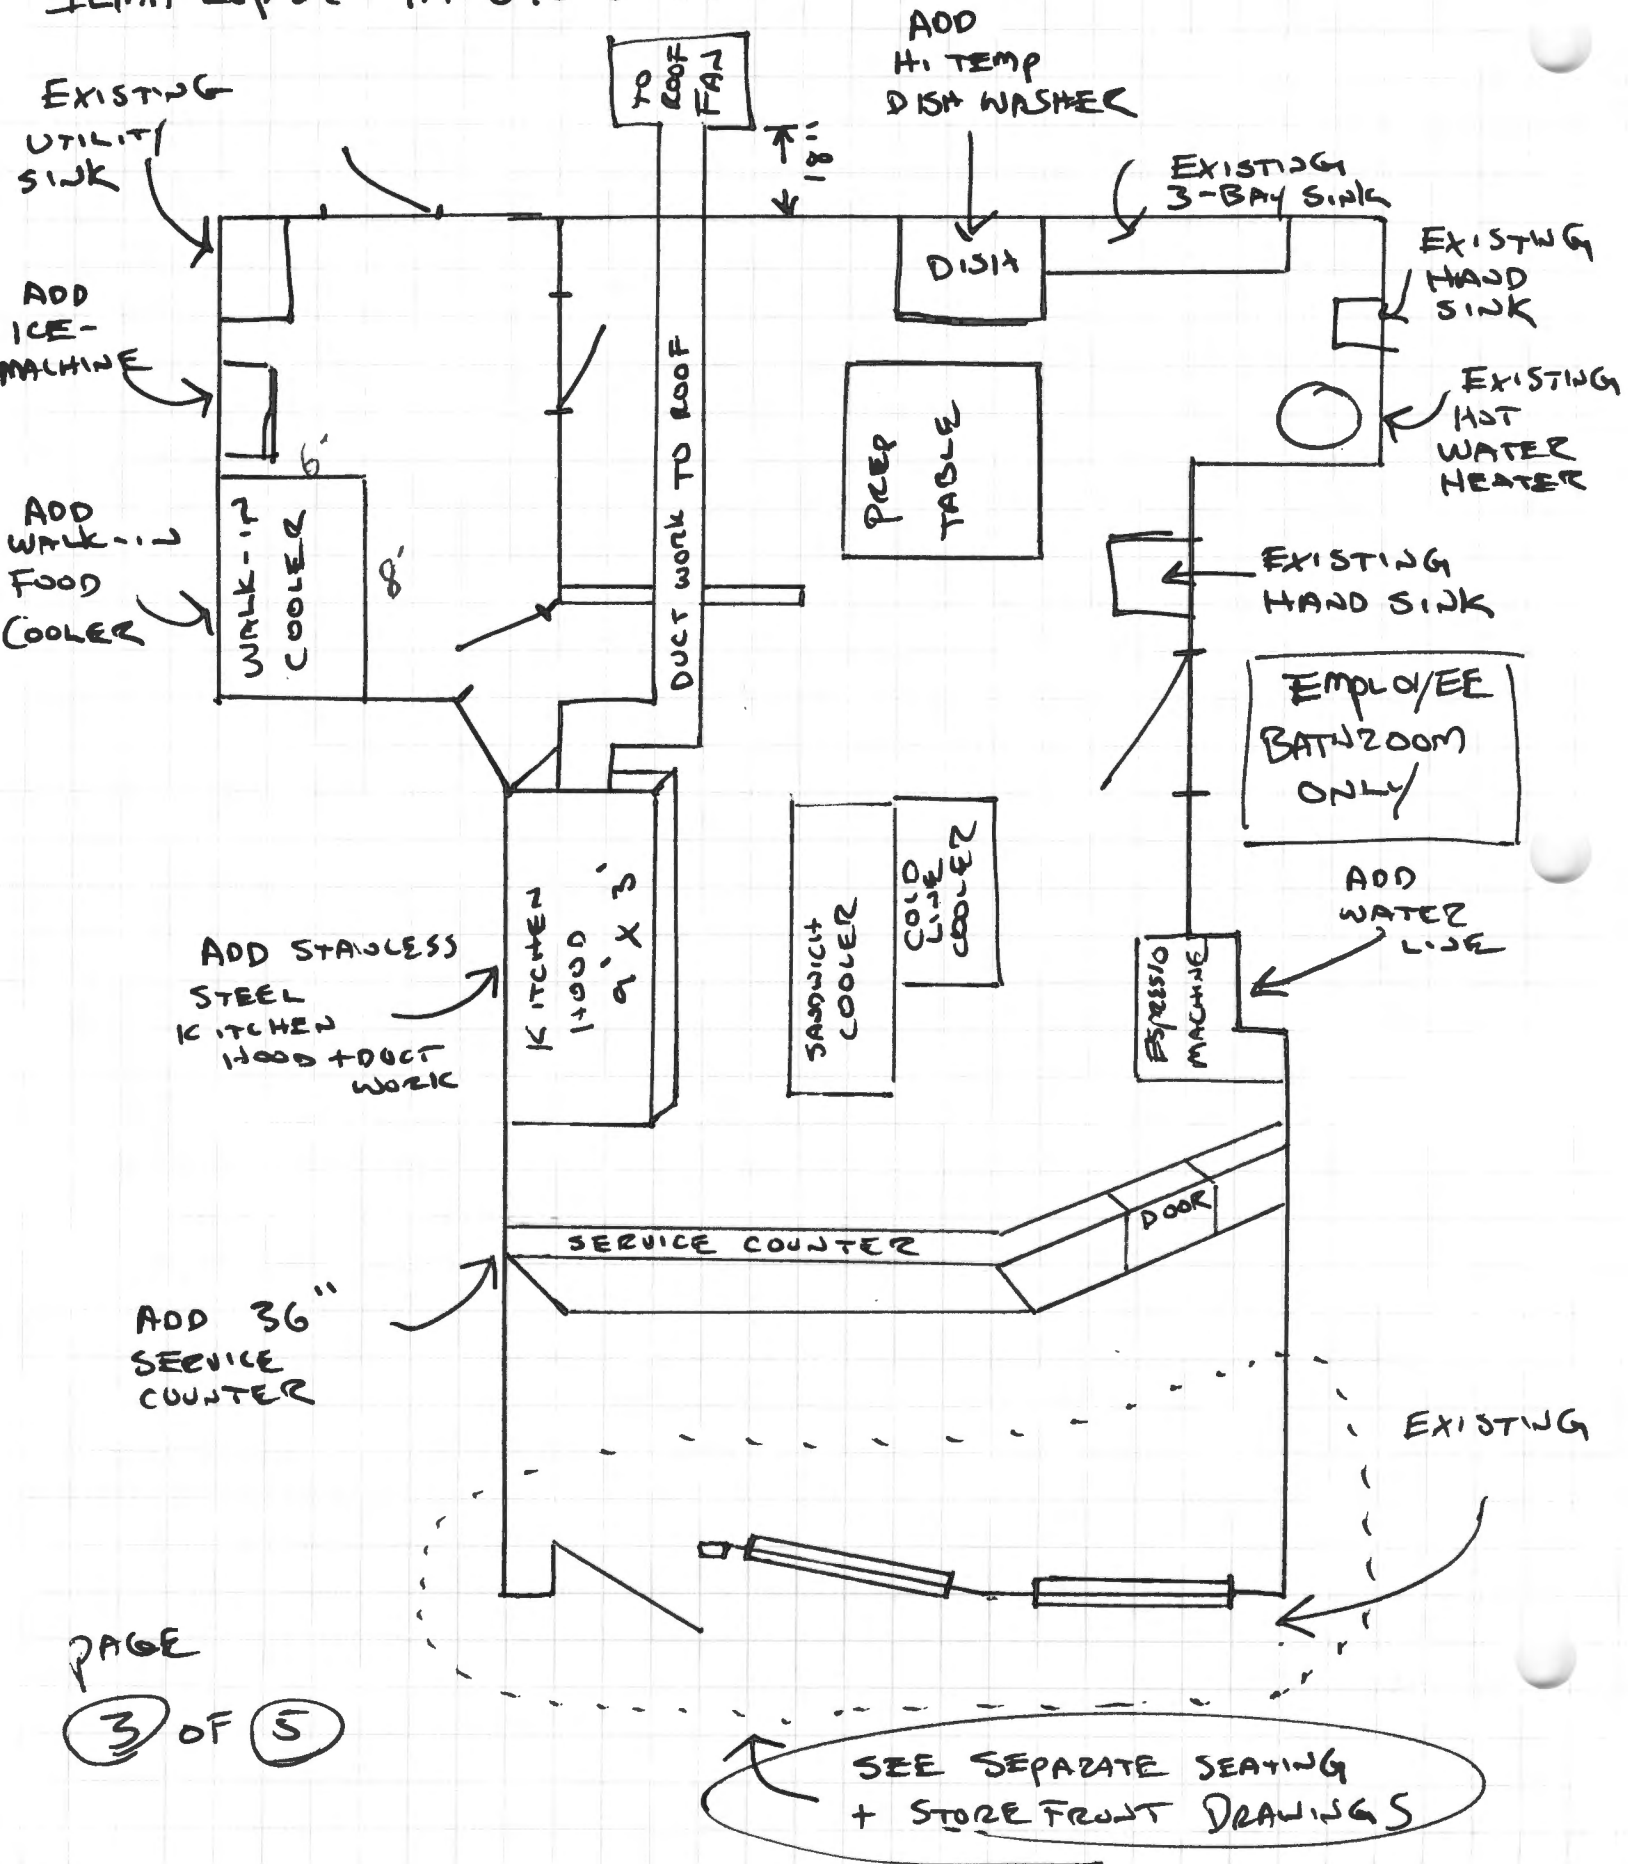 ADD
HI TEMP
DISH WASHER
TO
ROOF
FAN
18"
EXISTING
UTILITY
SINK
EXISTING
3-BAY SINK
DISH
EXISTING
HAND
SINK
ADD
ICE-
MACHINE
EXISTING
HOT
WATER
HEATER
PREP
TABLE
DUCT WORK TO ROOF
6'
8'
WALK-IN
COOLER
ADD
WALK-IN
FOOD
COOLER
EXISTING
HAND SINK
EMPLOYEE
BATHROOM
ONLY
ADD
WATER
LINE
ESPRESSIO
MACHINE
COLD
LINE
COOLER
SANDWICH
COOLER
KITCHEN
HOOD
9' X 3'
ADD STAINLESS
STEEL
KITCHEN
HOOD + DUCT
WORK
DOOR
SERVICE COUNTER
ADD 36"
SERVICE
COUNTER
EXISTING
PAGE
3 OF 5
SEE SEPARATE SEATING
+ STORE FRONT DRAWINGS